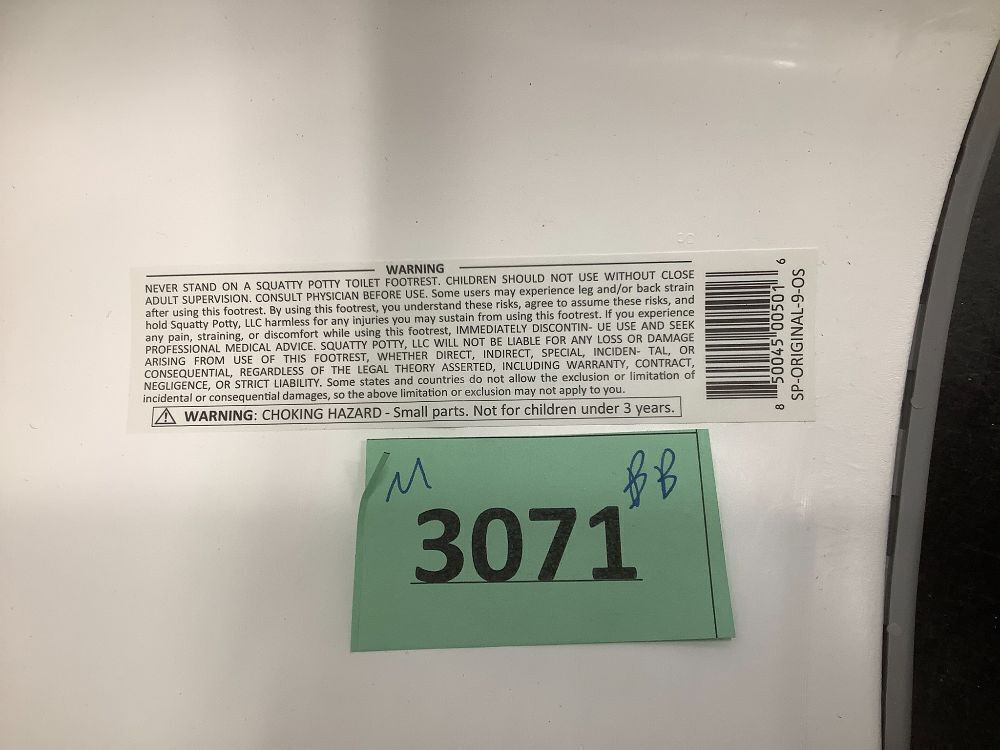 WARNING
NEVER STAND ON A SQUATTY POTTY TOILET FOOTREST. CHILDREN SHOULD NOT USE WITHOUT CLOSE
ADULT SUPERVISION. CONSULT PHYSICIAN BEFORE USE. Some users may experience leg and/or back strain
after using this footrest. By using this footrest, you understand these risks, agree to assume these risks, and
hold Squatty Potty, LLC harmless for any injuries you may sustain from using this footrest. If you experience
any pain, straining, or discomfort while using this footrest, IMMEDIATELY DISCONTIN- UE USE AND SEEK
PROFESSIONAL MEDICAL ADVICE. SQUATTY POTTY, LLC WILL NOT BE LIABLE FOR ANY LOSS OR DAMAGE
ARISING FROM USE OF THIS FOOTREST, WHETHER DIRECT, INDIRECT, SPECIAL, INCIDEN- TAL, OR
CONSEQUENTIAL, REGARDLESS OF THE LEGAL THEORY ASSERTED, INCLUDING WARRANTY, CONTRACT,
NEGLIGENCE, OR STRICT LIABILITY. Some states and countries do not allow the exclusion or limitation of
incidental or consequential damages, so the above limitation or exclusion may not apply to you.
WARNING: CHOKING HAZARD - Small parts. Not for children under 3 years.
8 50045 00501 6
SP-ORIGINAL-9-OS
M BB
3071